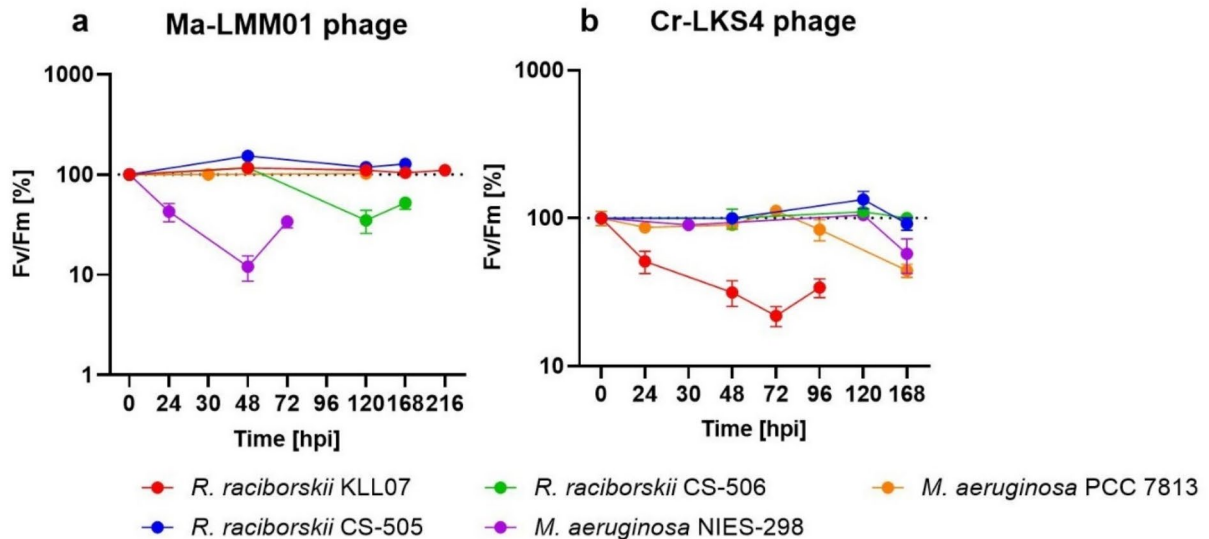 a Ma-LMM01 phage
1000
100
10
1
Fv/Fm [%]
0 24 30 48 72 96 120 168 216
Time [hpi]
b Cr-LKS4 phage
1000
100
10
Fv/Fm [%]
0 24 30 48 72 96 120 168
Time [hpi]
R. raciborskii KLL07 R. raciborskii CS-506 M. aeruginosa PCC 7813
R. raciborskii CS-505 M. aeruginosa NIES-298